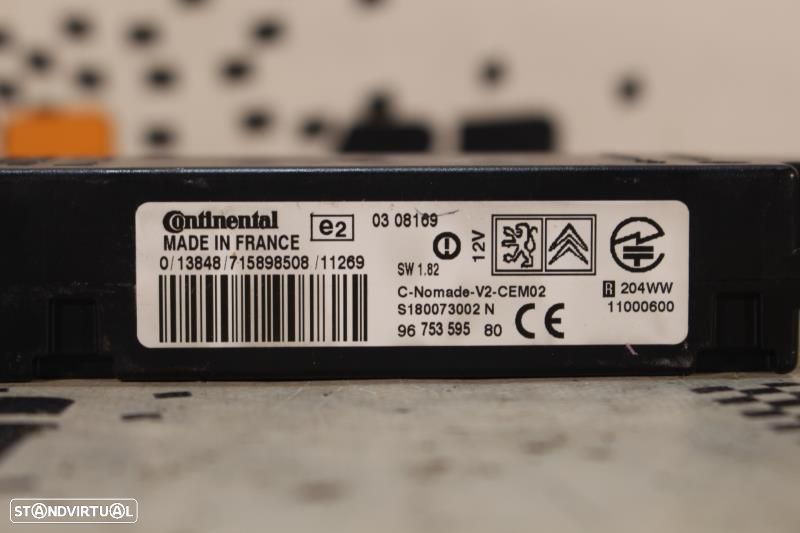 Continental e2 03 08169
MADE IN FRANCE
0/13848/715898508/11269
SW 1.82
12V
C-Nomade-V2-CEM02
S180073002 N
96 753 595 80 CE
R 204WW
11000600
STANDVIRTUAL